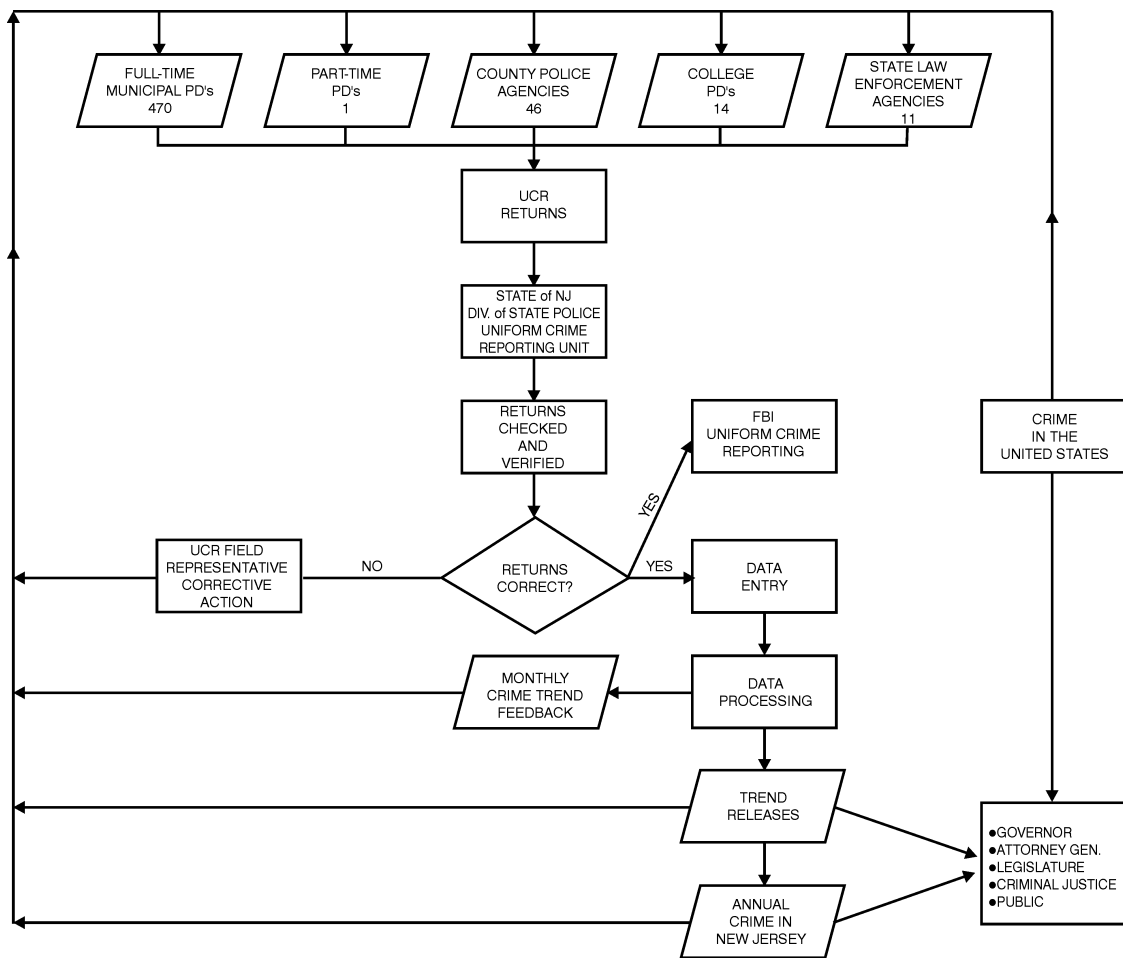 FULL-TIME
MUNICIPAL PD's
470
PART-TIME
PD's
1
COUNTY POLICE
AGENCIES
46
COLLEGE
PD's
14
STATE LAW
ENFORCEMENT
AGENCIES
11
UCR
RETURNS
STATE of NJ
DIV. of STATE POLICE
UNIFORM CRIME
REPORTING UNIT
RETURNS
CHECKED
AND
VERIFIED
FBI
UNIFORM CRIME
REPORTING
CRIME
IN THE
UNITED STATES
YES
UCR FIELD
REPRESENTATIVE
CORRECTIVE
ACTION
NO
RETURNS
CORRECT?
YES
DATA
ENTRY
MONTHLY
CRIME TREND
FEEDBACK
DATA
PROCESSING
TREND
RELEASES
●GOVERNOR
●ATTORNEY GEN.
●LEGISLATURE
●CRIMINAL JUSTICE
●PUBLIC
ANNUAL
CRIME IN
NEW JERSEY